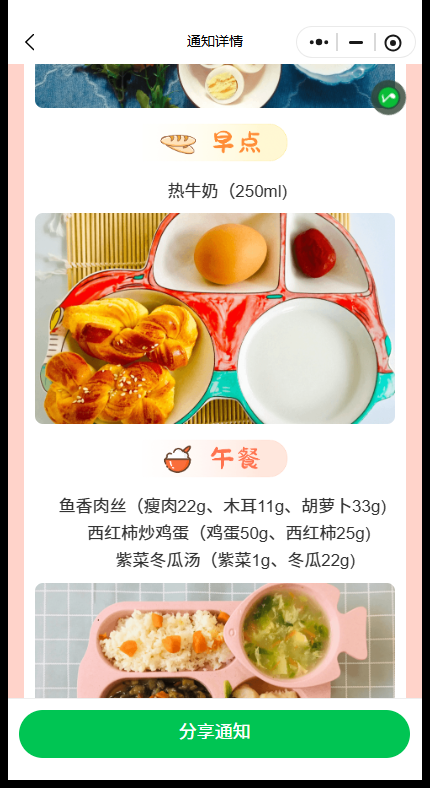 通知详情
早点
热牛奶（250ml)
午餐
鱼香肉丝（瘦肉22g、木耳11g、胡萝卜33g)
西红柿炒鸡蛋（鸡蛋50g、西红柿25g)
紫菜冬瓜汤（紫菜1g、冬瓜22g)
分享通知